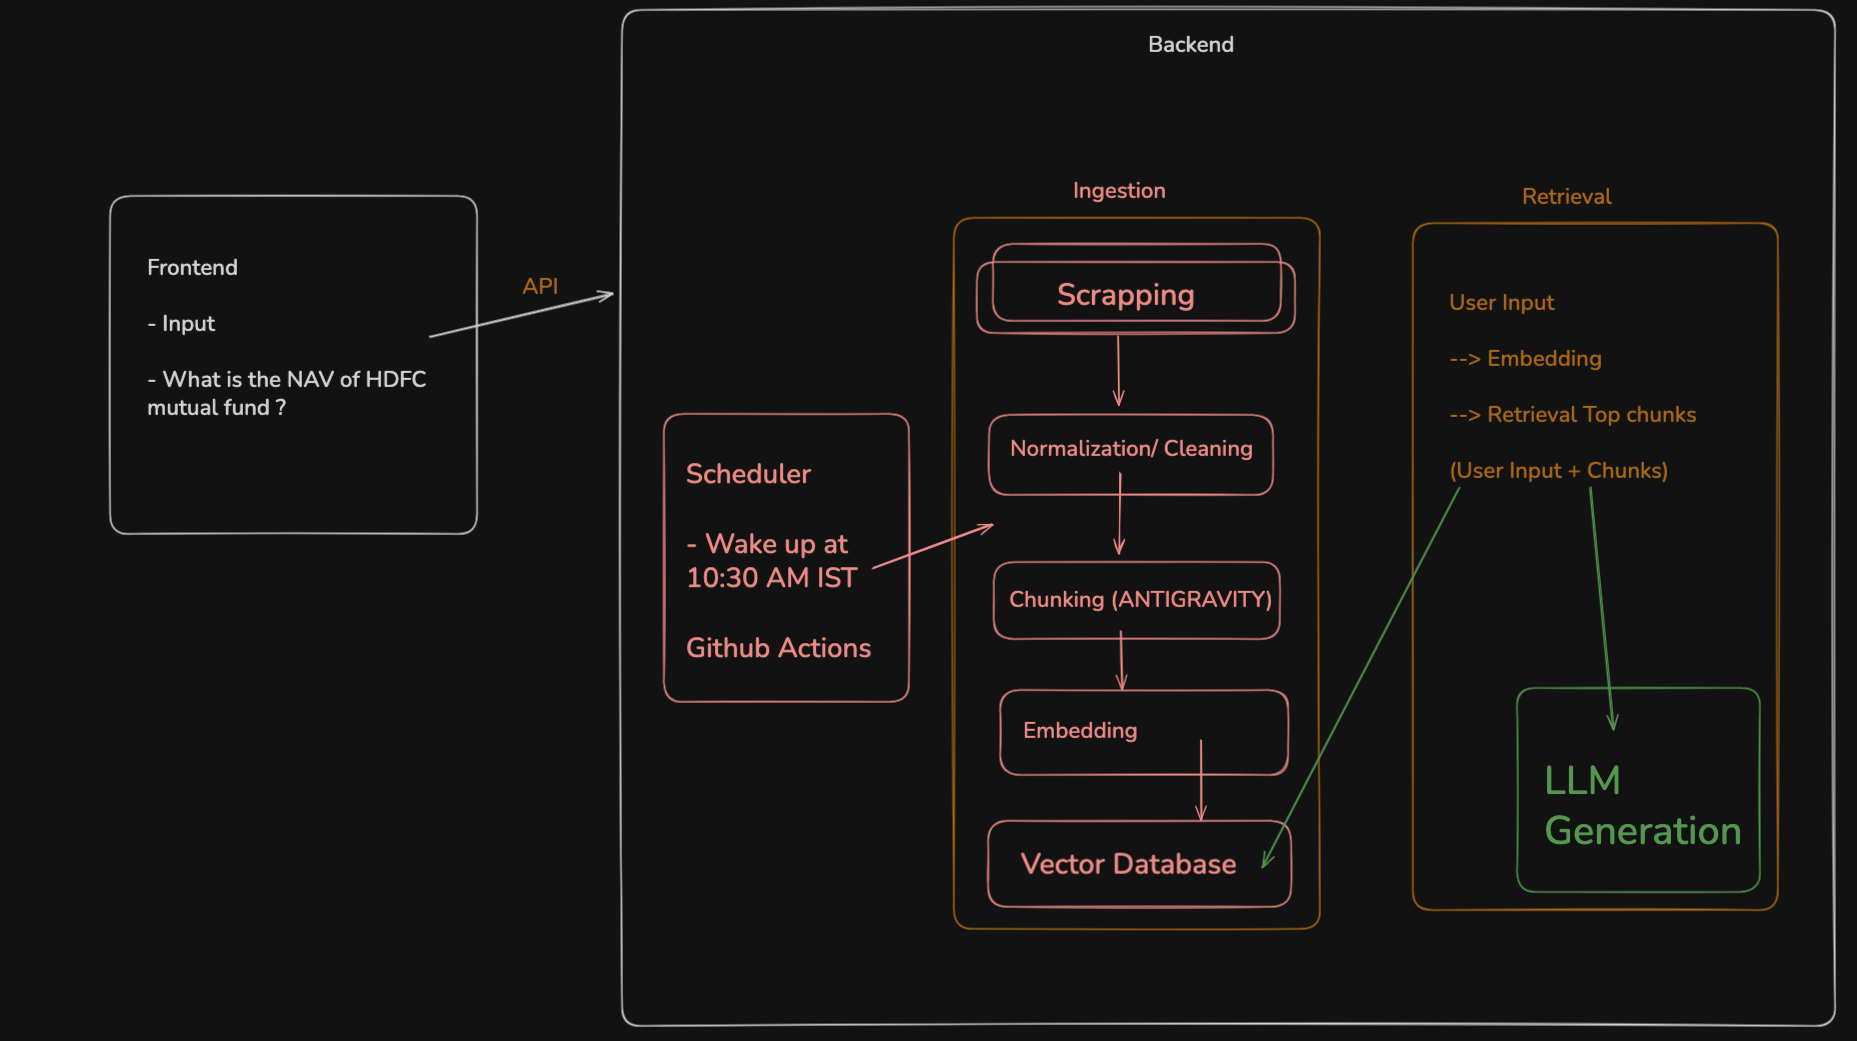 Backend
Frontend
- Input
- What is the NAV of HDFC
mutual fund ?
API
Scheduler
- Wake up at
10:30 AM IST
Github Actions
Ingestion
Scrapping
Normalization/ Cleaning
Chunking (ANTIGRAVITY)
Embedding
Vector Database
Retrieval
User Input
--> Embedding
--> Retrieval Top chunks
(User Input + Chunks)
LLM
Generation